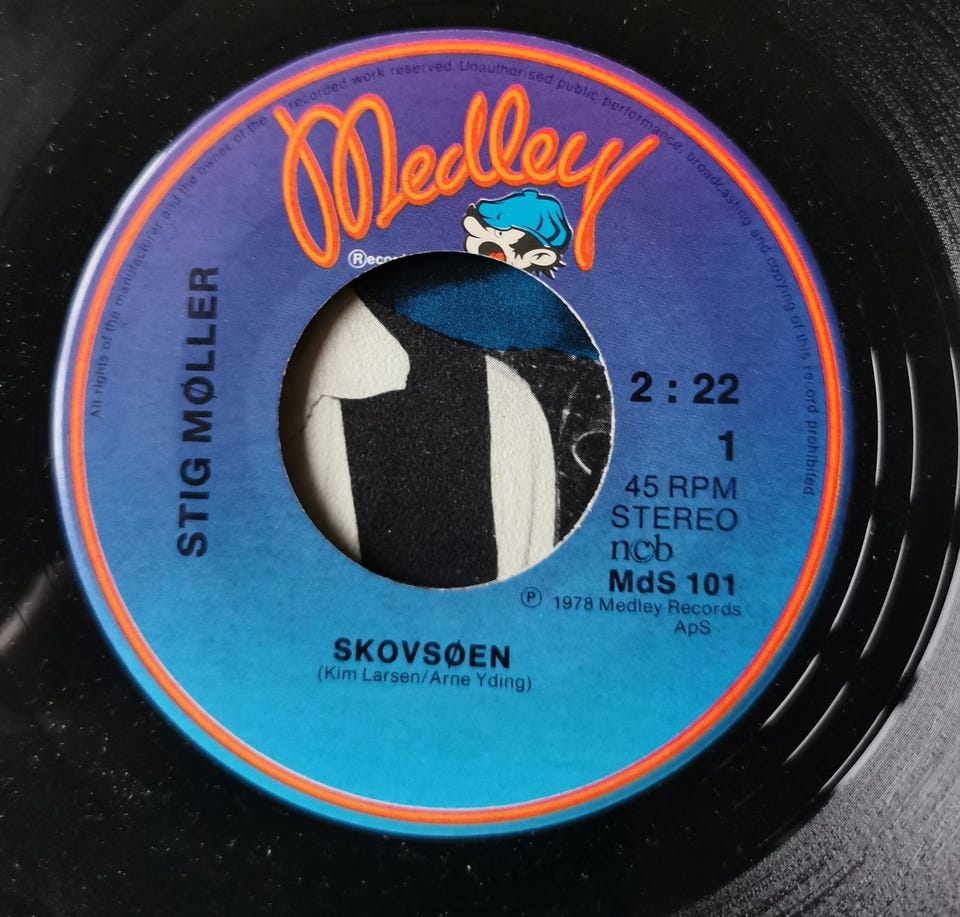 All rights of the manufacturer and the owner of the recorded work reserved. Unauthorised public performance, broadcasting and copying of this record prohibited
Medley
STIG MØLLER
2 : 22
1
45 RPM
STEREO
n©b
MdS 101
Ⓟ 1978 Medley Records
ApS
SKOVSØEN
(Kim Larsen/Arne Yding)